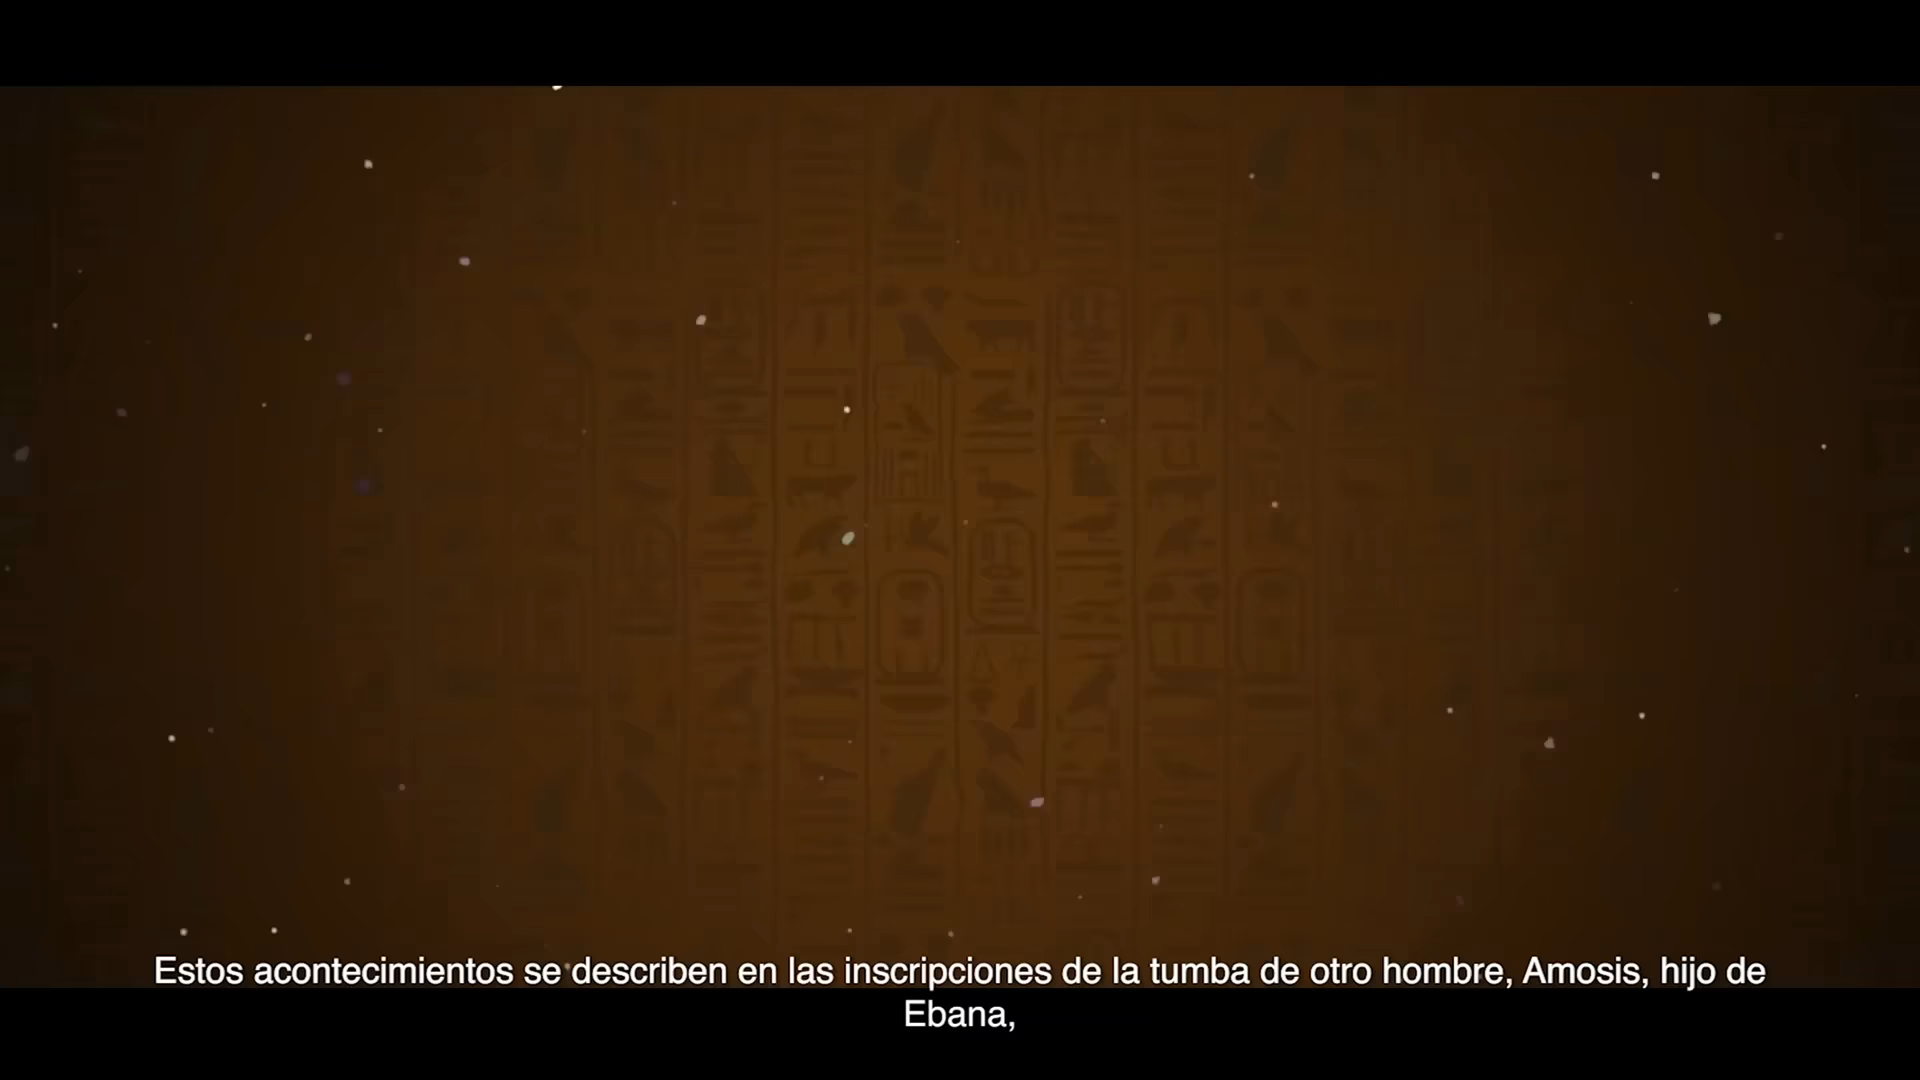 Estos acontecimientos se describen en las inscripciones de la tumba de otro hombre, Amosis, hijo de
Ebana,